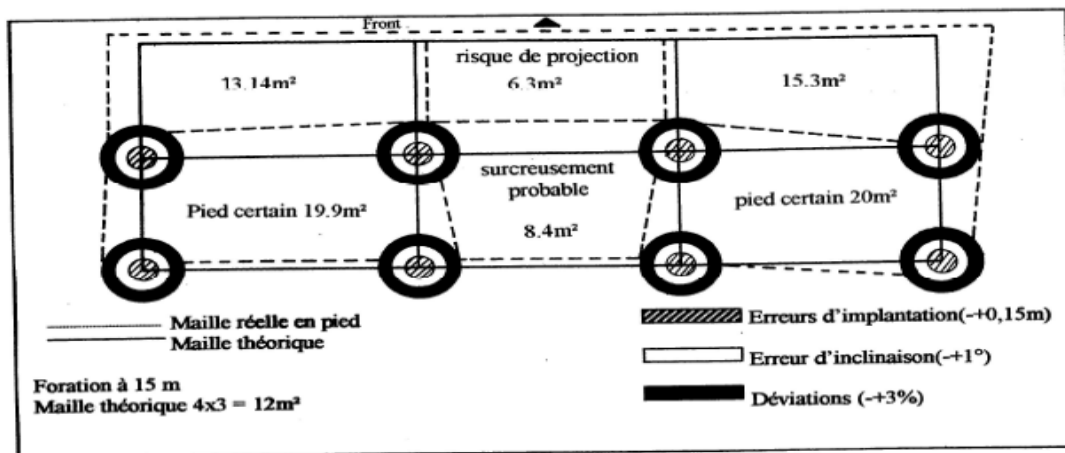 Front
risque de projection
13.14m²
6.3m²
15.3m²
surcreusement
probable
Pied certain 19.9m²
pied certain 20m²
8.4m²
Maille réelle en pied
Maille théorique
Erreurs d'implantation(-+0,15m)
Erreur d'inclinaison(-+1°)
Déviations (-+3%)
Foration à 15 m
Maille théorique 4x3 = 12m²